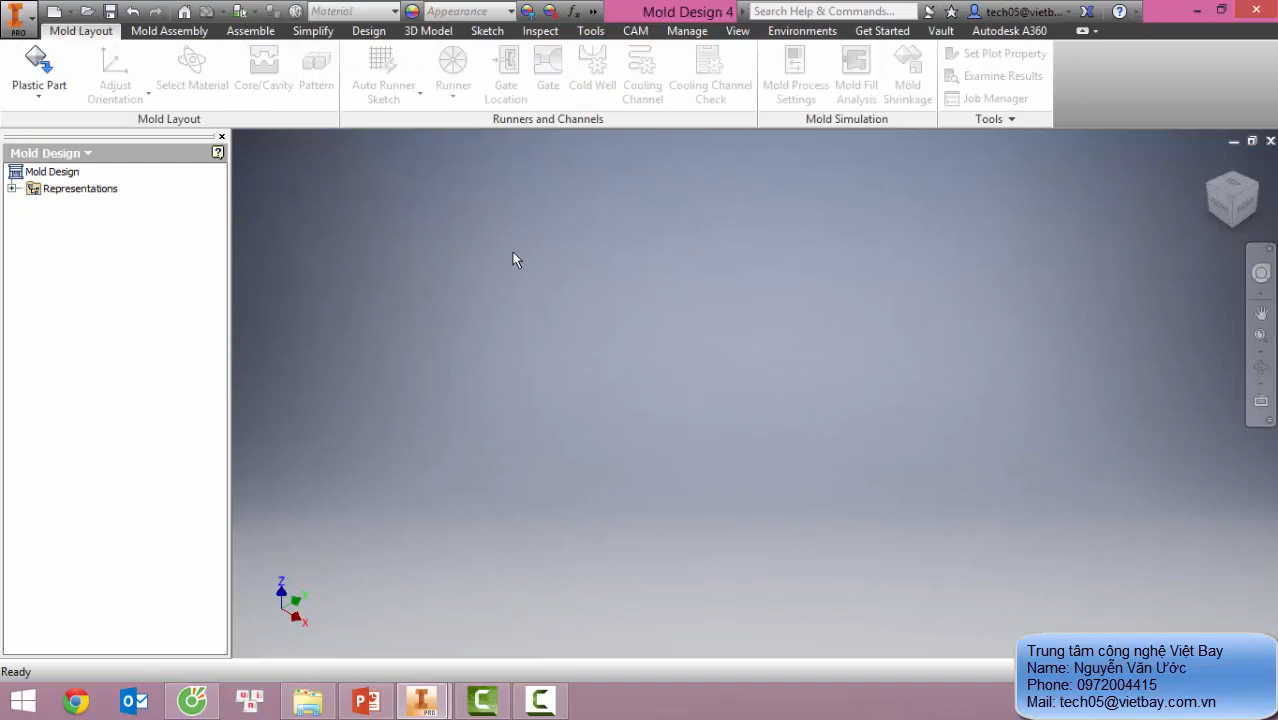 Material
Appearance
Mold Design 4
Search Help & Commands...
tech05@vietb...
PRO
Mold Layout
Mold Assembly
Assemble
Simplify
Design
3D Model
Sketch
Inspect
Tools
CAM
Manage
View
Environments
Get Started
Vault
Autodesk A360
Plastic Part
Adjust
Orientation
Select Material
Core/Cavity
Pattern
Auto Runner
Sketch
Runner
Gate
Location
Gate
Cold Well
Cooling
Channel
Cooling Channel
Check
Mold Process
Settings
Mold Fill
Analysis
Mold
Shrinkage
Set Plot Property
Examine Results
Job Manager
Mold Layout
Runners and Channels
Mold Simulation
Tools
Mold Design
Mold Design
Representations
FRONT
RIGHT
Z
Y
X
Ready
Trung tâm công nghệ Việt Bay
Name: Nguyễn Văn Ước
Phone: 0972004415
Mail: tech05@vietbay.com.vn
PRO